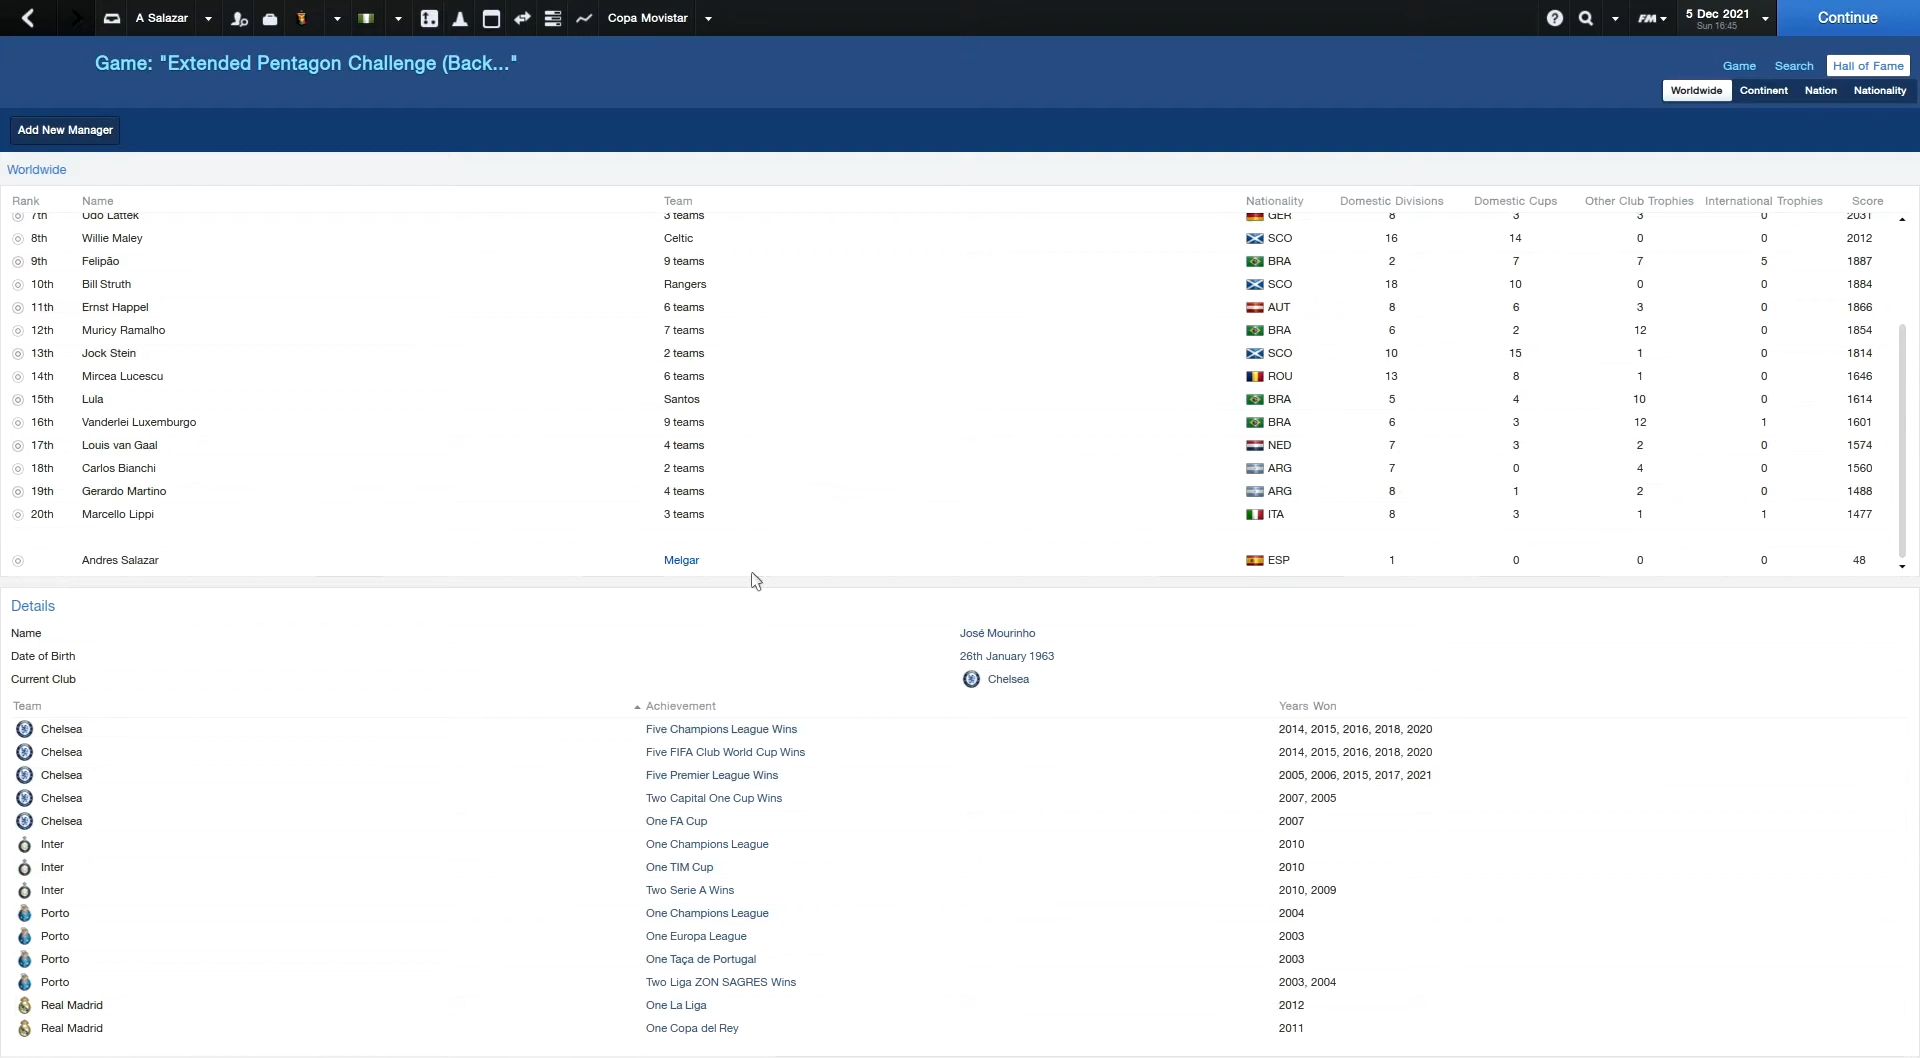 A Salazar
Copa Movistar
FM
5 Dec 2021
Sun 16:45
Continue
Game: "Extended Pentagon Challenge (Back..."
Game Search Hall of Fame
Worldwide Continent Nation Nationality
Add New Manager
Worldwide
Rank Name Team Nationality Domestic Divisions Domestic Cups Other Club Trophies International Trophies Score
7th Udo Lattek 3 teams GER 8 3 3 0 2031
8th Willie Maley Celtic SCO 16 14 0 0 2012
9th Felipão 9 teams BRA 2 7 7 5 1887
10th Bill Struth Rangers SCO 18 10 0 0 1884
11th Ernst Happel 6 teams AUT 8 6 3 0 1866
12th Muricy Ramalho 7 teams BRA 6 2 12 0 1854
13th Jock Stein 2 teams SCO 10 15 1 0 1814
14th Mircea Lucescu 6 teams ROU 13 8 1 0 1646
15th Lula Santos BRA 5 4 10 0 1614
16th Vanderlei Luxemburgo 9 teams BRA 6 3 12 1 1601
17th Louis van Gaal 4 teams NED 7 3 2 0 1574
18th Carlos Bianchi 2 teams ARG 7 0 4 0 1560
19th Gerardo Martino 4 teams ARG 8 1 2 0 1488
20th Marcello Lippi 3 teams ITA 8 3 1 1 1477
Andres Salazar Melgar ESP 1 0 0 0 48
Details
Name José Mourinho
Date of Birth 26th January 1963
Current Club Chelsea
Team Achievement Years Won
Chelsea Five Champions League Wins 2014, 2015, 2016, 2018, 2020
Chelsea Five FIFA Club World Cup Wins 2014, 2015, 2016, 2018, 2020
Chelsea Five Premier League Wins 2005, 2006, 2015, 2017, 2021
Chelsea Two Capital One Cup Wins 2007, 2005
Chelsea One FA Cup 2007
Inter One Champions League 2010
Inter One TIM Cup 2010
Inter Two Serie A Wins 2010, 2009
Porto One Champions League 2004
Porto One Europa League 2003
Porto One Taça de Portugal 2003
Porto Two Liga ZON SAGRES Wins 2003, 2004
Real Madrid One La Liga 2012
Real Madrid One Copa del Rey 2011